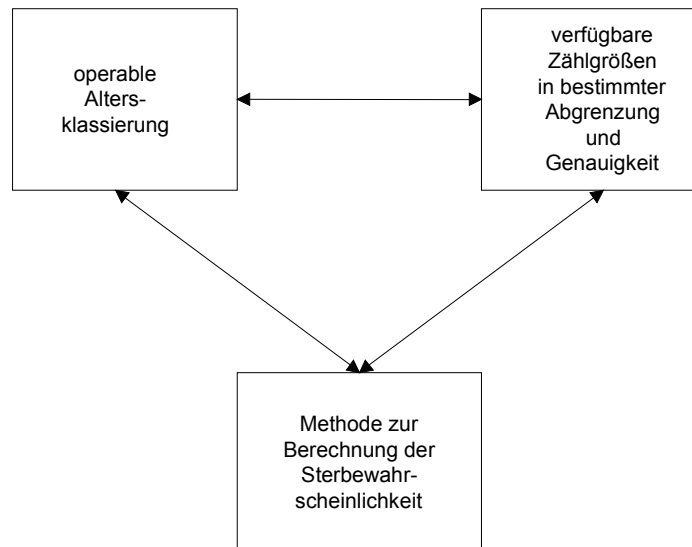 operable
Alters-
klassierung
verfügbare
Zählgrößen
in bestimmter
Abgrenzung
und
Genauigkeit
Methode zur
Berechnung der
Sterbewahr-
scheinlichkeit